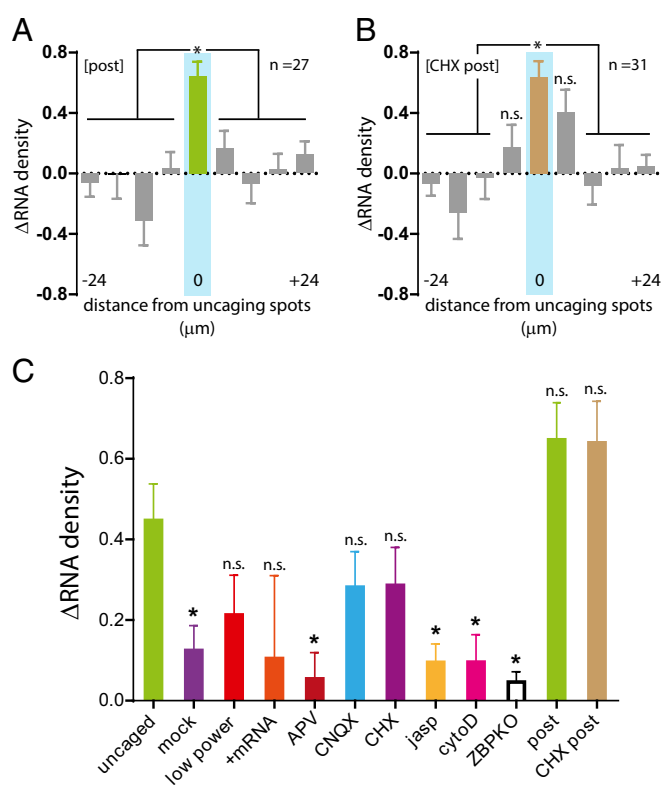 A
0.8
0.4
0.0
-0.4
-0.8
ΔRNA density
[post]
*
n =27
-24
0
+24
distance from uncaging spots
(μm)
B
0.8
0.4
0.0
-0.4
-0.8
ΔRNA density
[CHX post]
*
n.s.
n.s.
n =31
-24
0
+24
distance from uncaging spots
(μm)
C
0.8
0.6
0.4
0.2
0.0
ΔRNA density
*
n.s.
n.s.
*
n.s.
n.s.
*
*
*
n.s.
n.s.
uncaged
mock
low power
+mRNA
APV
CNQX
CHX
jasp
cytoD
ZBPKO
post
CHX post